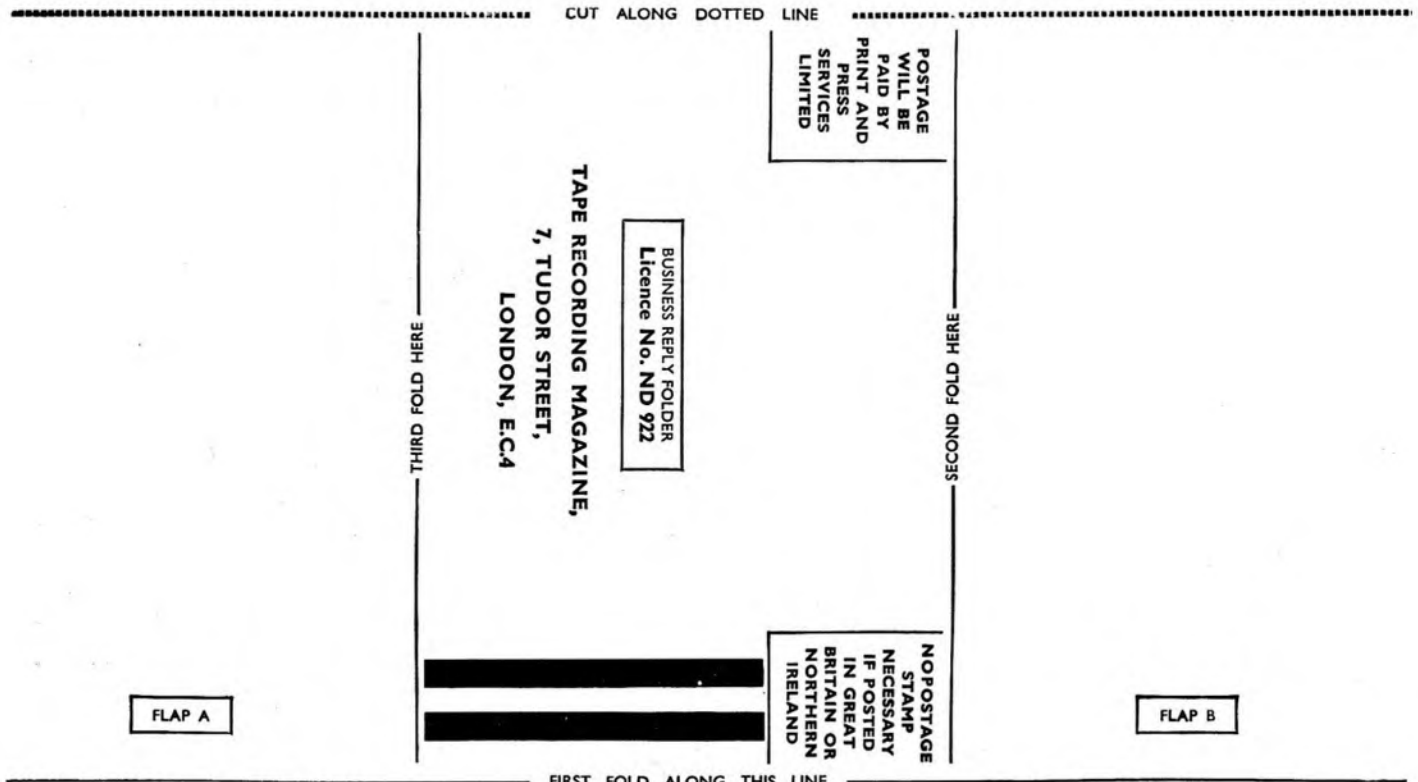 CUT ALONG DOTTED LINE
POSTAGE
WILL BE
PAID BY
PRINT AND
PRESS
SERVICES
LIMITED
BUSINESS REPLY FOLDER
Licence No. ND 922
TAPE RECORDING MAGAZINE,
7, TUDOR STREET,
LONDON, E.C.4
THIRD FOLD HERE
SECOND FOLD HERE
NOPOSTAGE
STAMP
NECESSARY
IF POSTED
IN GREAT
BRITAIN OR
NORTHERN
IRELAND
FLAP A
FLAP B
FIRST FOLD ALONG THIS LINE